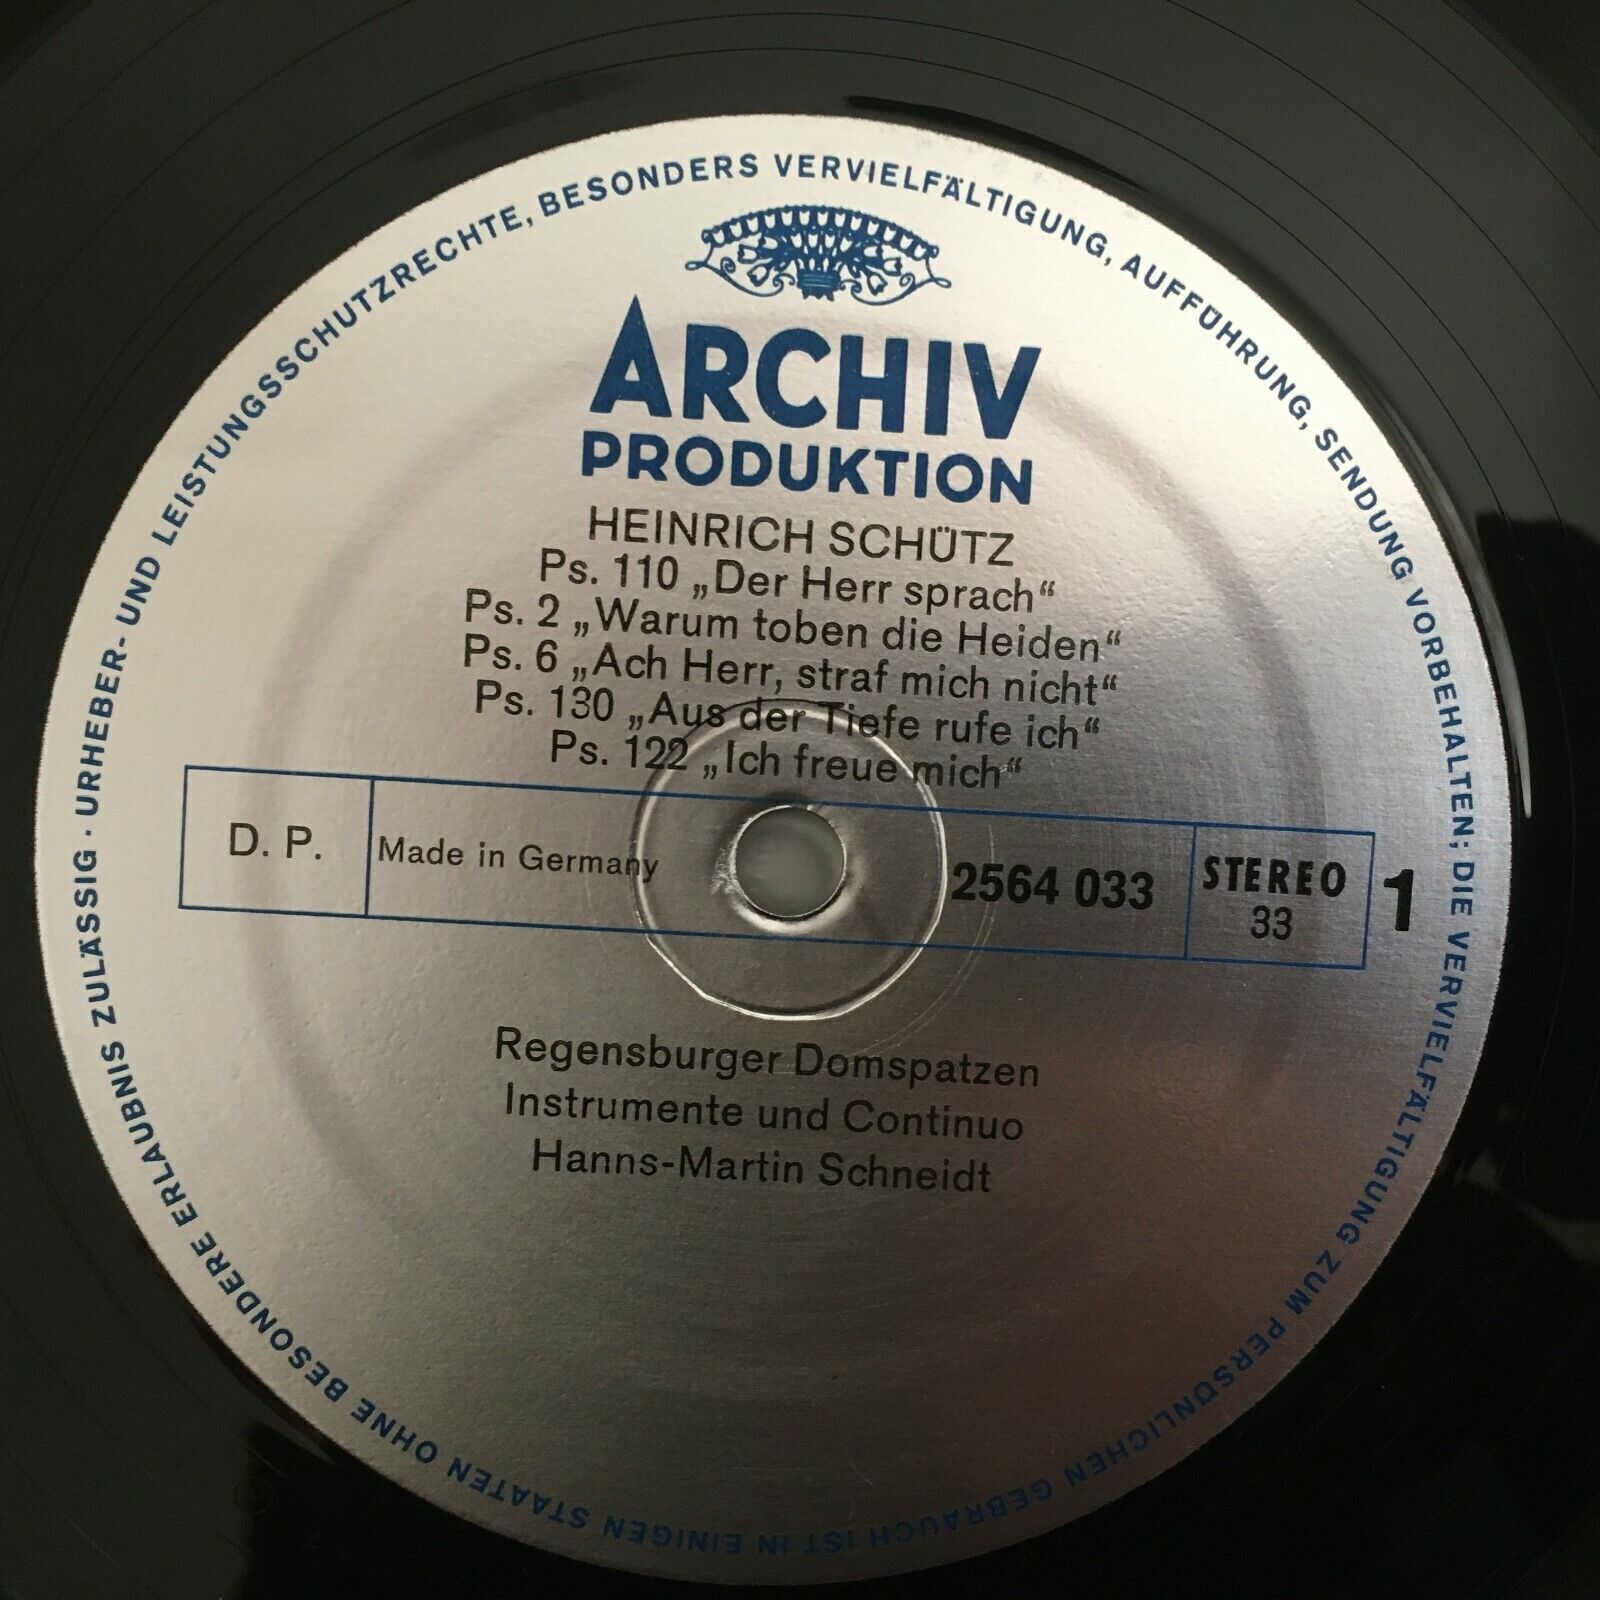 ARCHIV
PRODUKTION
HEINRICH SCHÜTZ
Ps. 110 „Der Herr sprach“
Ps. 2 „Warum toben die Heiden“
Ps. 6 „Ach Herr, straf mich nicht“
Ps. 130 „Aus der Tiefe rufe ich“
Ps. 122 „Ich freue mich“
D. P.
Made in Germany
2564 033
STEREO
33
1
Regensburger Domspatzen
Instrumente und Continuo
Hanns-Martin Schneidt
URHEBER- UND LEISTUNGSSCHUTZRECHTE, BESONDERS VERVIELFÄLTIGUNG, AUFFÜHRUNG, SENDUNG VORBEHALTEN; DIE VERVIELFÄLTIGUNG ZUM PERSÖNLICHEN GEBRAUCH IST IN EINIGEN STAATEN OHNE BESONDERE ERLAUBNIS ZULÄSSIG ·